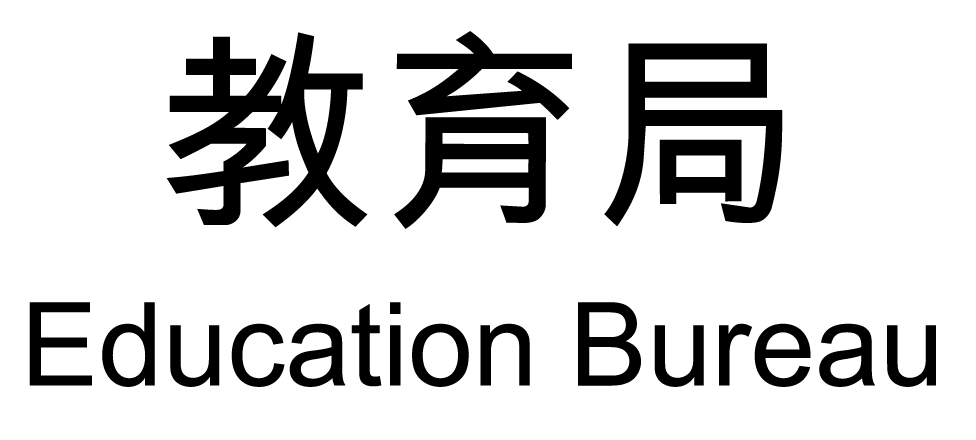 教育局
Education Bureau